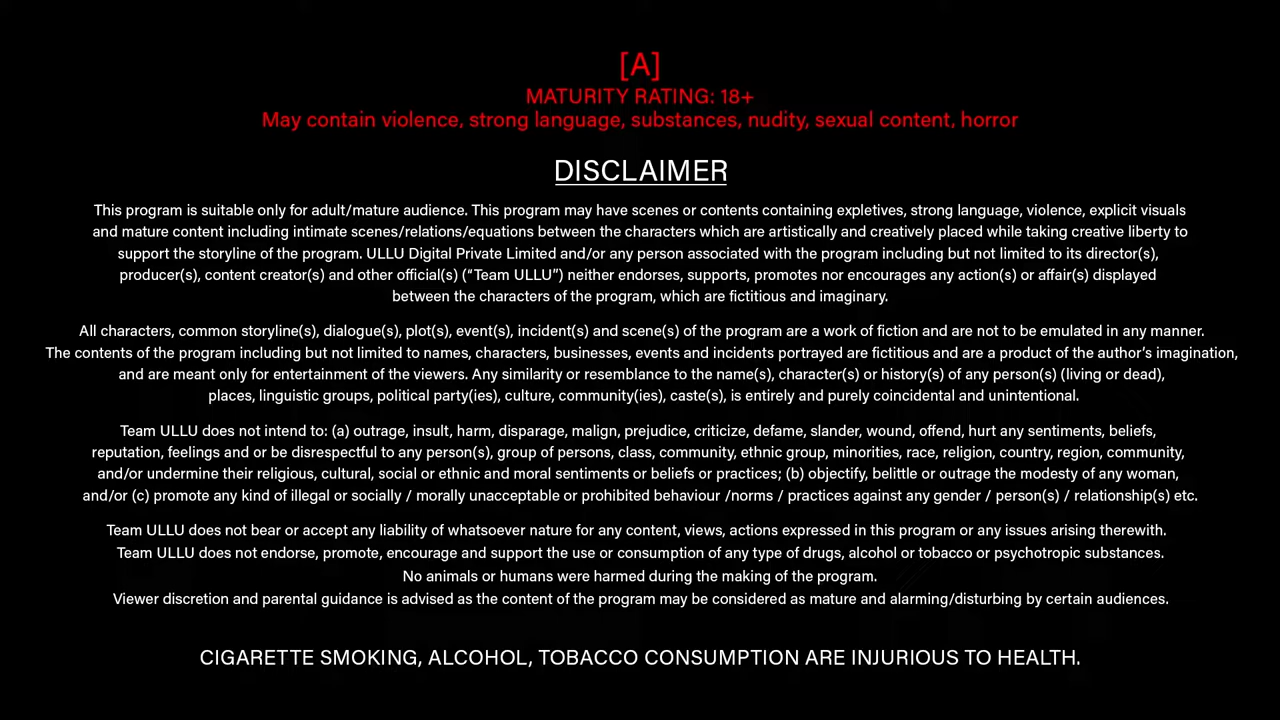 [A]
MATURITY RATING: 18+
May contain violence, strong language, substances, nudity, sexual content, horror
DISCLAIMER
This program is suitable only for adult/mature audience. This program may have scenes or contents containing expletives, strong language, violence, explicit visuals
and mature content including intimate scenes/relations/equations between the characters which are artistically and creatively placed while taking creative liberty to
support the storyline of the program. ULLU Digital Private Limited and/or any person associated with the program including but not limited to its director(s),
producer(s), content creator(s) and other official(s) (“Team ULLU”) neither endorses, supports, promotes nor encourages any action(s) or affair(s) displayed
between the characters of the program, which are fictitious and imaginary.
All characters, common storyline(s), dialogue(s), plot(s), event(s), incident(s) and scene(s) of the program are a work of fiction and are not to be emulated in any manner.
The contents of the program including but not limited to names, characters, businesses, events and incidents portrayed are fictitious and are a product of the author’s imagination,
and are meant only for entertainment of the viewers. Any similarity or resemblance to the name(s), character(s) or history(s) of any person(s) (living or dead),
places, linguistic groups, political party(ies), culture, community(ies), caste(s), is entirely and purely coincidental and unintentional.
Team ULLU does not intend to: (a) outrage, insult, harm, disparage, malign, prejudice, criticize, defame, slander, wound, offend, hurt any sentiments, beliefs,
reputation, feelings and or be disrespectful to any person(s), group of persons, class, community, ethnic group, minorities, race, religion, country, region, community,
and/or undermine their religious, cultural, social or ethnic and moral sentiments or beliefs or practices; (b) objectify, belittle or outrage the modesty of any woman,
and/or (c) promote any kind of illegal or socially / morally unacceptable or prohibited behaviour /norms / practices against any gender / person(s) / relationship(s) etc.
Team ULLU does not bear or accept any liability of whatsoever nature for any content, views, actions expressed in this program or any issues arising therewith.
Team ULLU does not endorse, promote, encourage and support the use or consumption of any type of drugs, alcohol or tobacco or psychotropic substances.
No animals or humans were harmed during the making of the program.
Viewer discretion and parental guidance is advised as the content of the program may be considered as mature and alarming/disturbing by certain audiences.
CIGARETTE SMOKING, ALCOHOL, TOBACCO CONSUMPTION ARE INJURIOUS TO HEALTH.